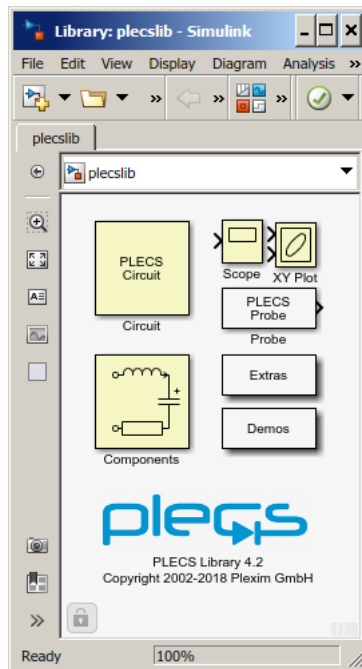 Library: plecslib - Simulink
File Edit View Display Diagram Analysis »
» » »
plecslib
plecslib
PLECS
Circuit
Circuit
Scope
XY Plot
PLECS
Probe
Probe
Components
Extras
Demos
plecs
PLECS Library 4.2
Copyright 2002-2018 Plexim GmbH
»
Ready 100%